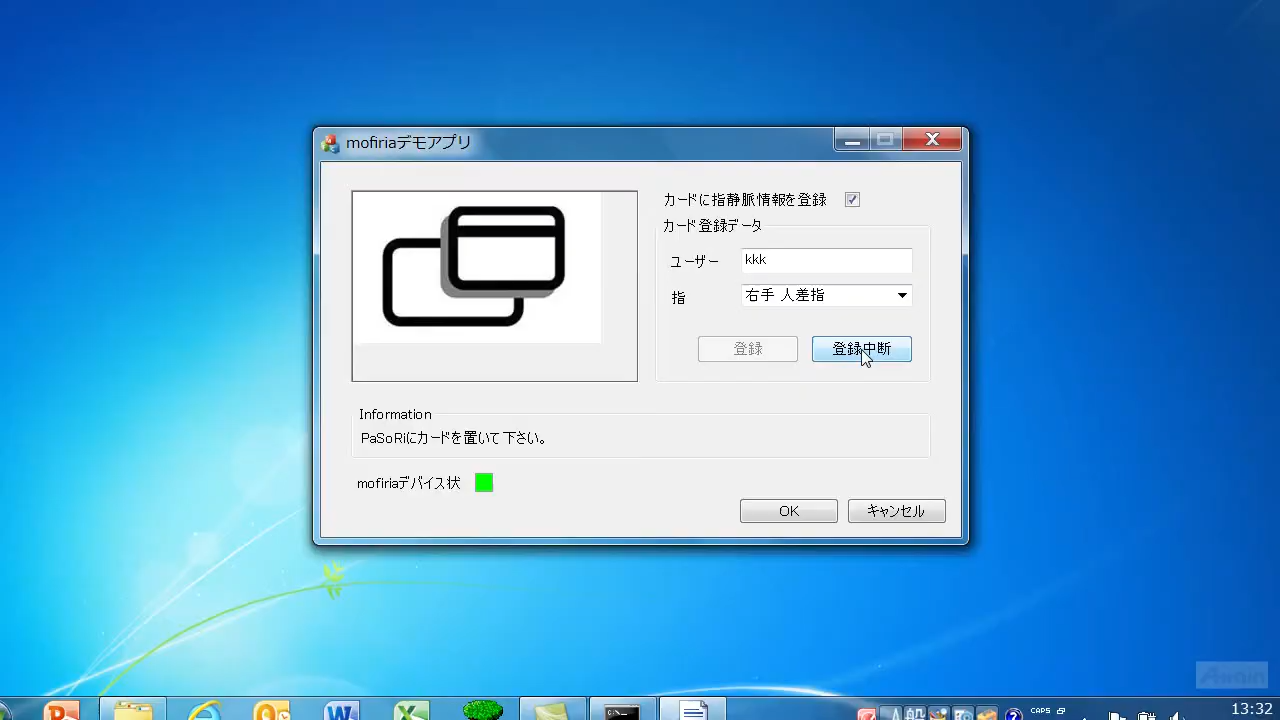 mofiriaデモアプリ
カードに指静脈情報を登録
カード登録データ
ユーザー kkk
指 右手 人差指
登録 登録中断
Information
PaSoRiにカードを置いて下さい。
mofiriaデバイス状
OK キャンセル
CAPS
13:32